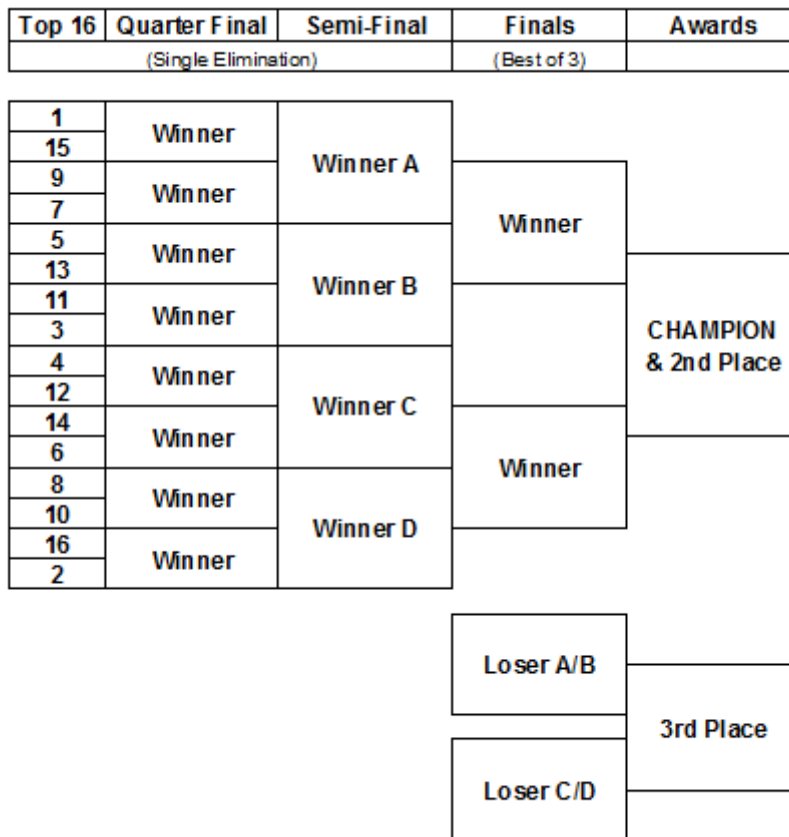 Top 16 Quarter Final Semi-Final Finals Awards
(Single Elimination) (Best of 3)
1
Winner
15
Winner A
9
Winner
7
Winner
5
Winner
13
Winner B
11
Winner
3
CHAMPION
& 2nd Place
4
Winner
12
Winner C
14
Winner
6
Winner
8
Winner
10
Winner D
16
Winner
2
Loser A/B
3rd Place
Loser C/D